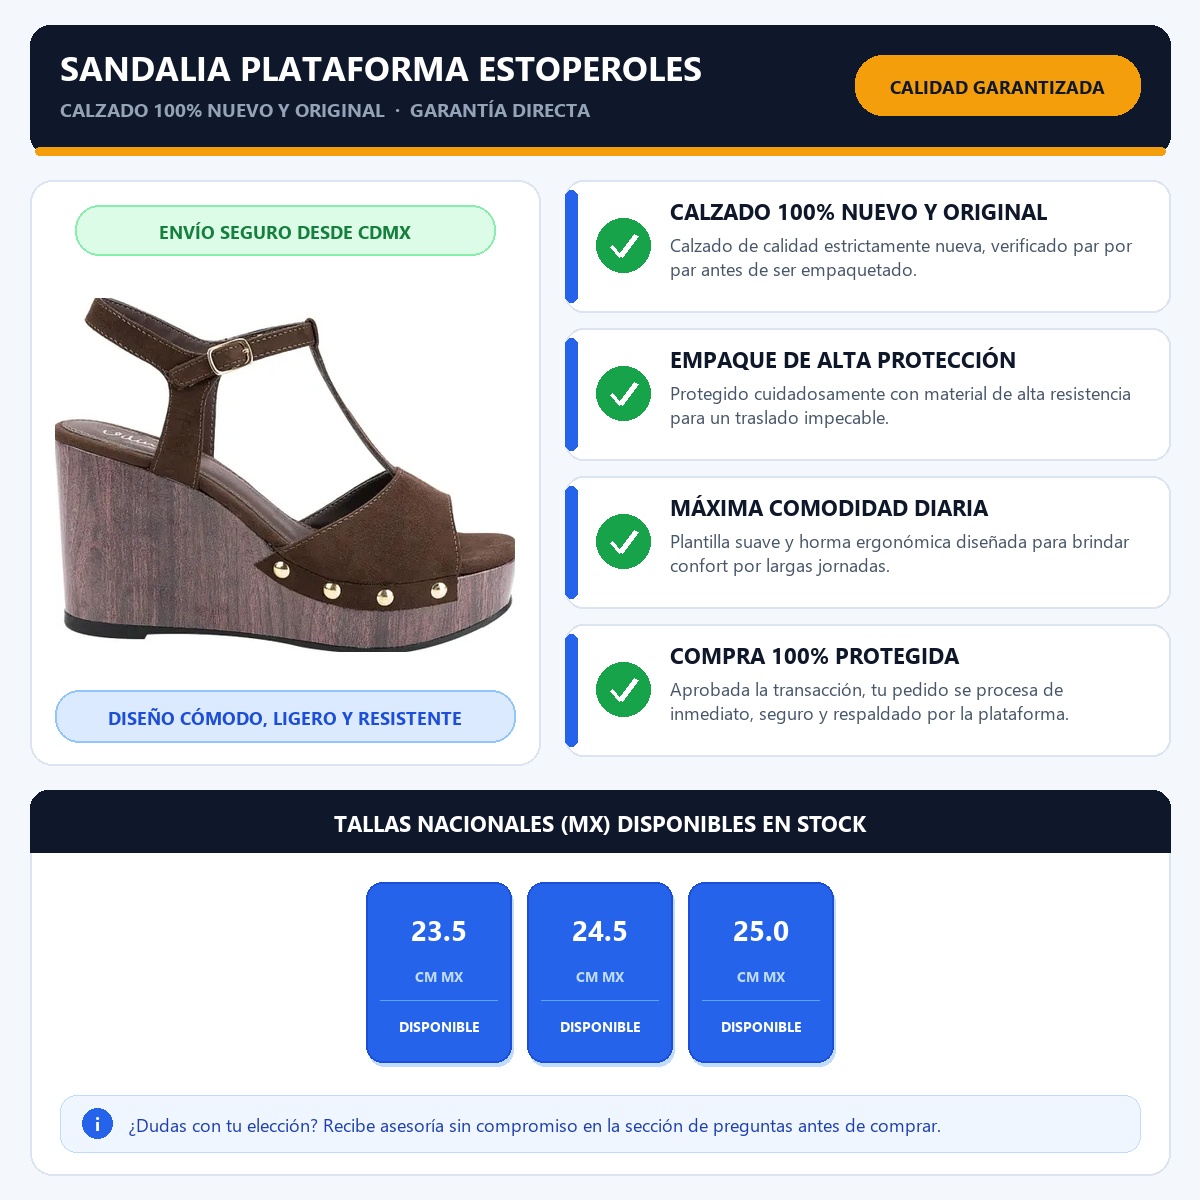 SANDALIA PLATAFORMA ESTOPEROLES
CALZADO 100% NUEVO Y ORIGINAL · GARANTÍA DIRECTA
CALIDAD GARANTIZADA
ENVÍO SEGURO DESDE CDMX
DISEÑO CÓMODO, LIGERO Y RESISTENTE
CALZADO 100% NUEVO Y ORIGINAL
Calzado de calidad estrictamente nueva, verificado par por
par antes de ser empaquetado.
EMPAQUE DE ALTA PROTECCIÓN
Protegido cuidadosamente con material de alta resistencia
para un traslado impecable.
MÁXIMA COMODIDAD DIARIA
Plantilla suave y horma ergonómica diseñada para brindar
confort por largas jornadas.
COMPRA 100% PROTEGIDA
Aprobada la transacción, tu pedido se procesa de
inmediato, seguro y respaldado por la plataforma.
TALLAS NACIONALES (MX) DISPONIBLES EN STOCK
23.5
CM MX
DISPONIBLE
24.5
CM MX
DISPONIBLE
25.0
CM MX
DISPONIBLE
¿Dudas con tu elección? Recibe asesoría sin compromiso en la sección de preguntas antes de comprar.